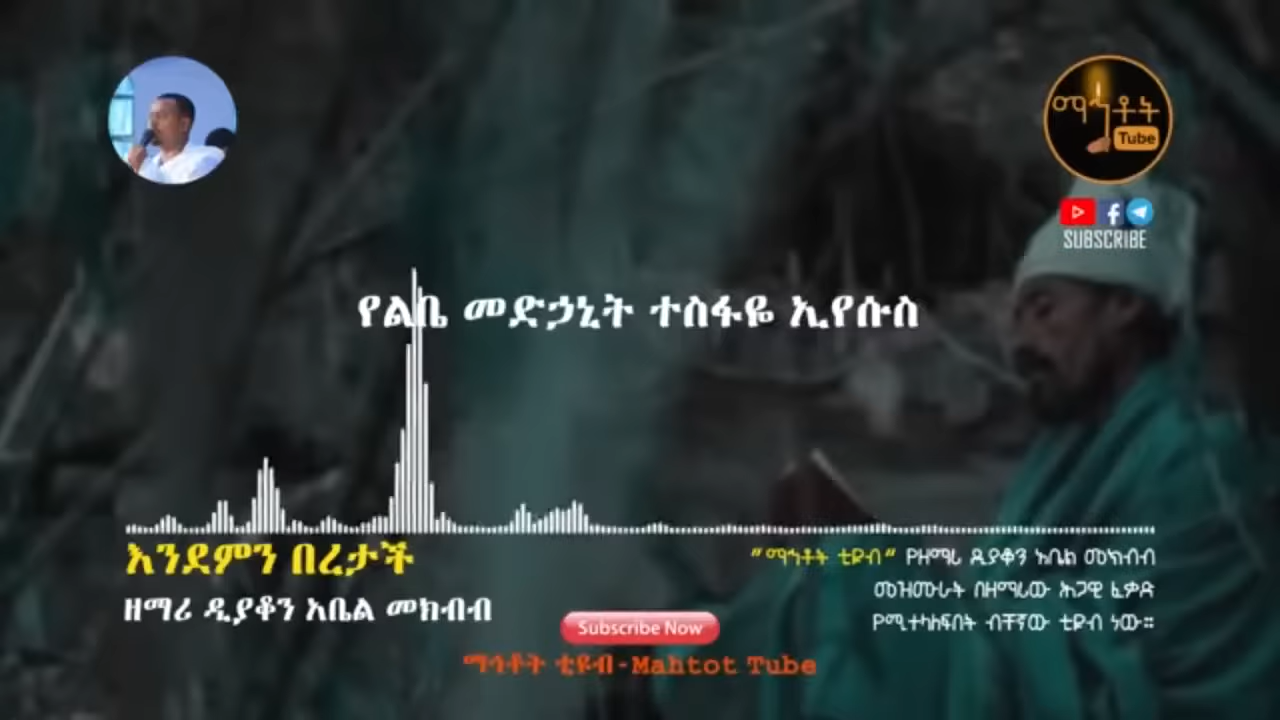 ማኅቶት
Tube
SUBSCRIBE
የልቤ መድኃኒት ተስፋዬ ኢየሱስ
እንደምን በረታች
ዘማሪ ዲያቆን አቤል መክብብ
"ማኅቶት ቲዩብ" የዘማሪ ዲያቆን አቤል መክብብ
መዝሙራት በዘማሪው ሕጋዊ ፈቃድ
የሚተላለፍበት ብቸኛው ቲዩብ ነው።
Subscribe Now
ማኅቶት ቲዩብ-Mahtot Tube